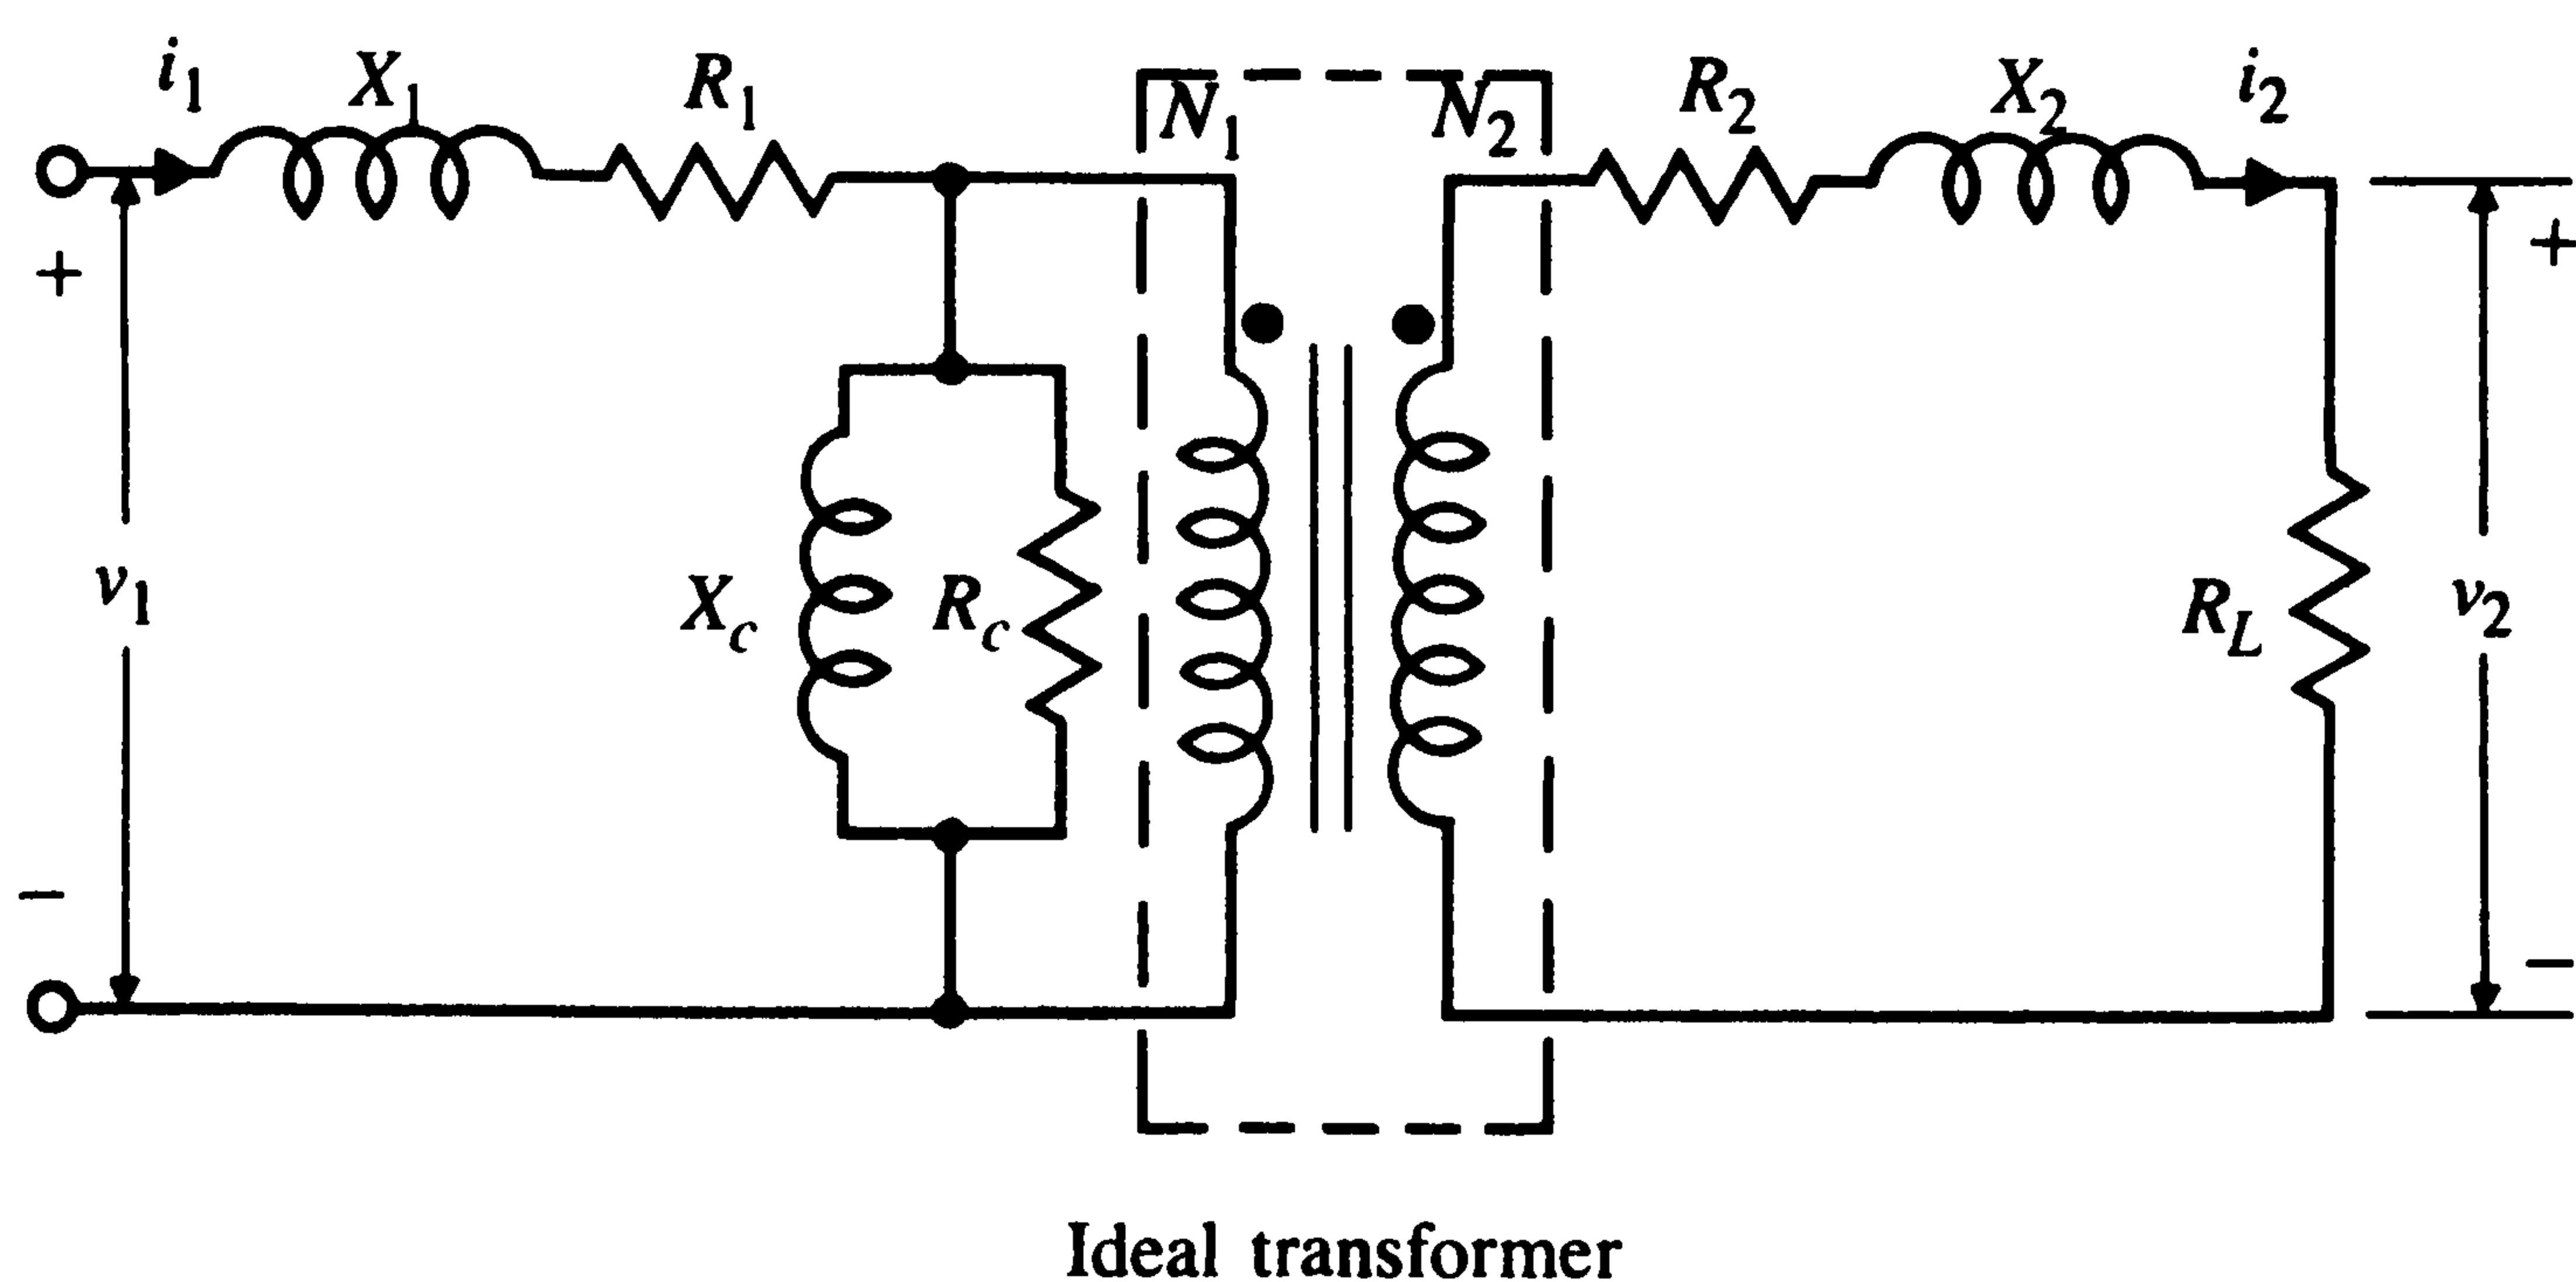 i1 X1 R1 N1 N2 R2 X2 i2
+ +
v1 Xc Rc RL v2
− −
Ideal transformer